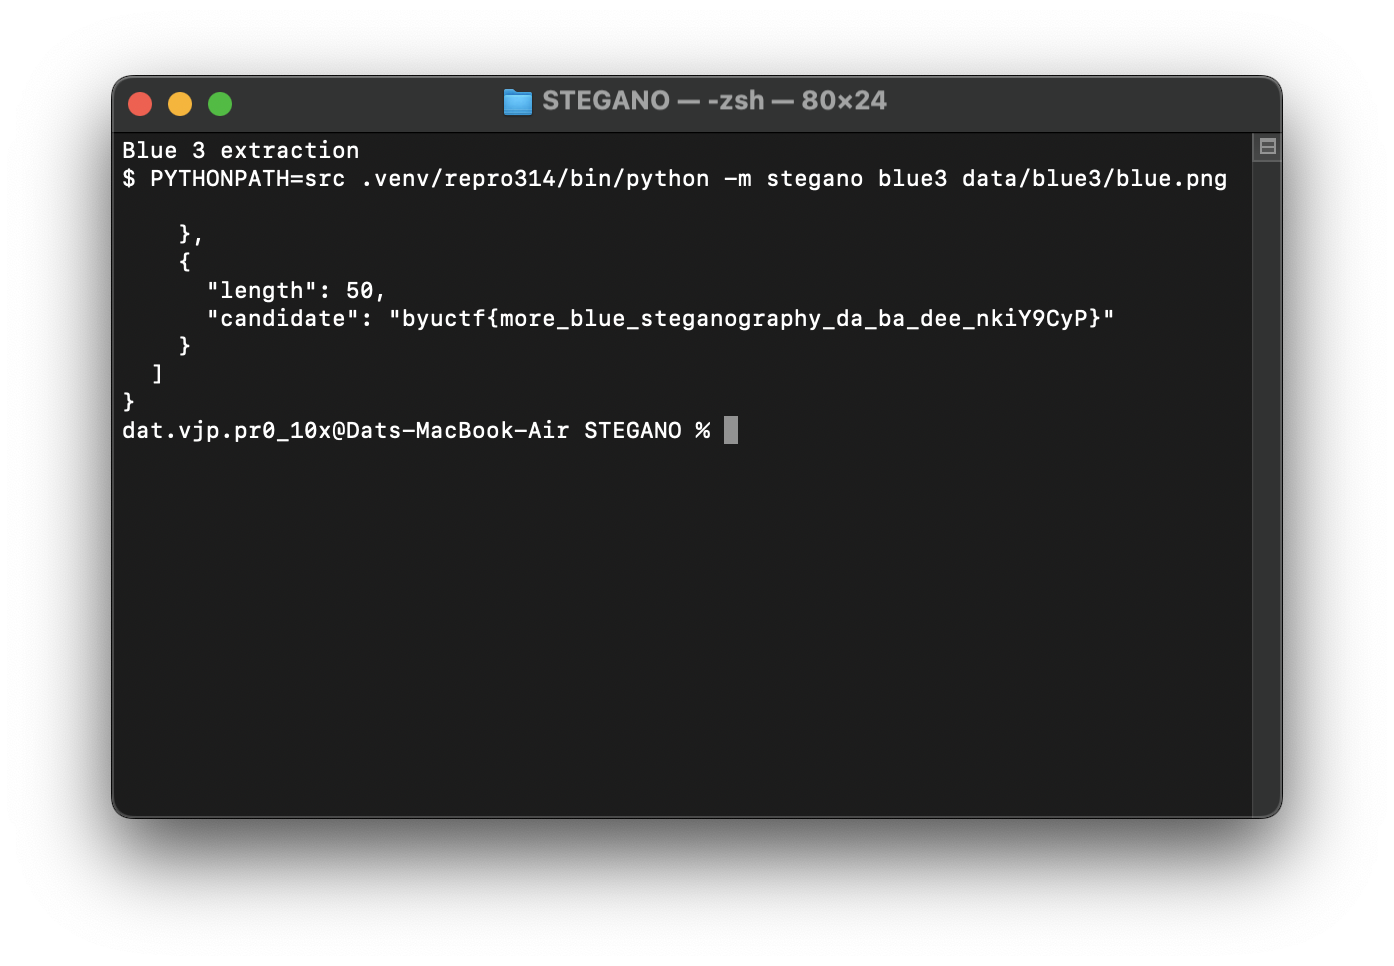 STEGANO — -zsh — 80×24
Blue 3 extraction
$ PYTHONPATH=src .venv/repro314/bin/python -m stegano blue3 data/blue3/blue.png
    },
    {
      "length": 50,
      "candidate": "byuctf{more_blue_steganography_da_ba_dee_nkiY9CyP}"
    }
  ]
}
dat.vjp.pr0_10x@Dats-MacBook-Air STEGANO %